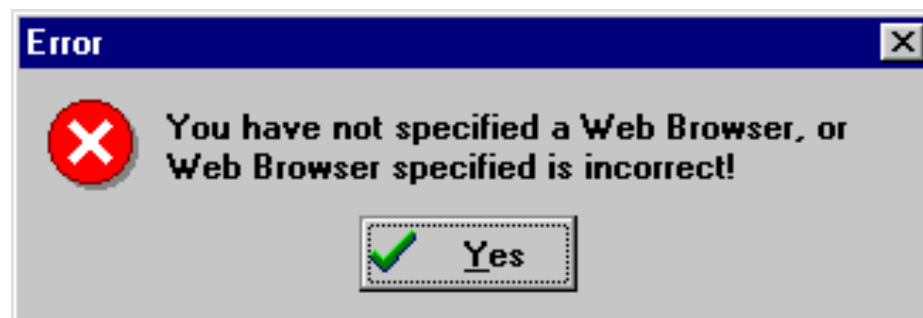 Error
You have not specified a Web Browser, or
Web Browser specified is incorrect!
Yes